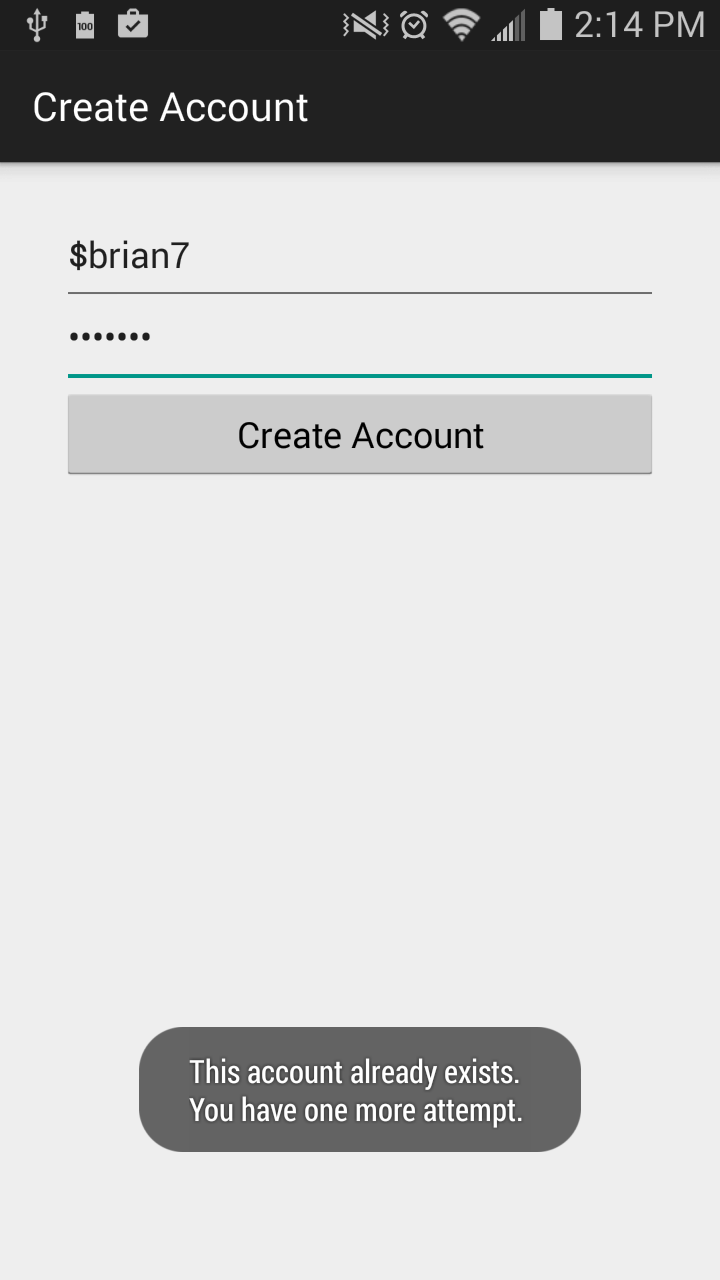 100
2:14 PM
Create Account
$brian7
•••••••
Create Account
This account already exists.
You have one more attempt.